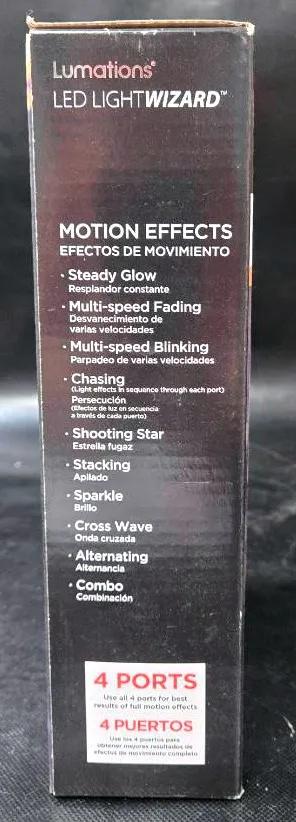 Lumations®
LED LIGHTWIZARD™
MOTION EFFECTS
EFECTOS DE MOVIMIENTO
· Steady Glow
Resplandor constante
· Multi-speed Fading
Desvanecimiento de
varias velocidades
· Multi-speed Blinking
Parpadeo de varias velocidades
· Chasing
(Light effects in sequence through each port)
Persecución
(Efectos de luz en secuencia
a través de cada puerto)
· Shooting Star
Estrella fugaz
· Stacking
Apilado
· Sparkle
Brillo
· Cross Wave
Onda cruzada
· Alternating
Alternancia
· Combo
Combinación
4 PORTS
Use all 4 ports for best
results of full motion effects
4 PUERTOS
Use los 4 puertos para
obtener mejores resultados de
efectos de movimiento completo